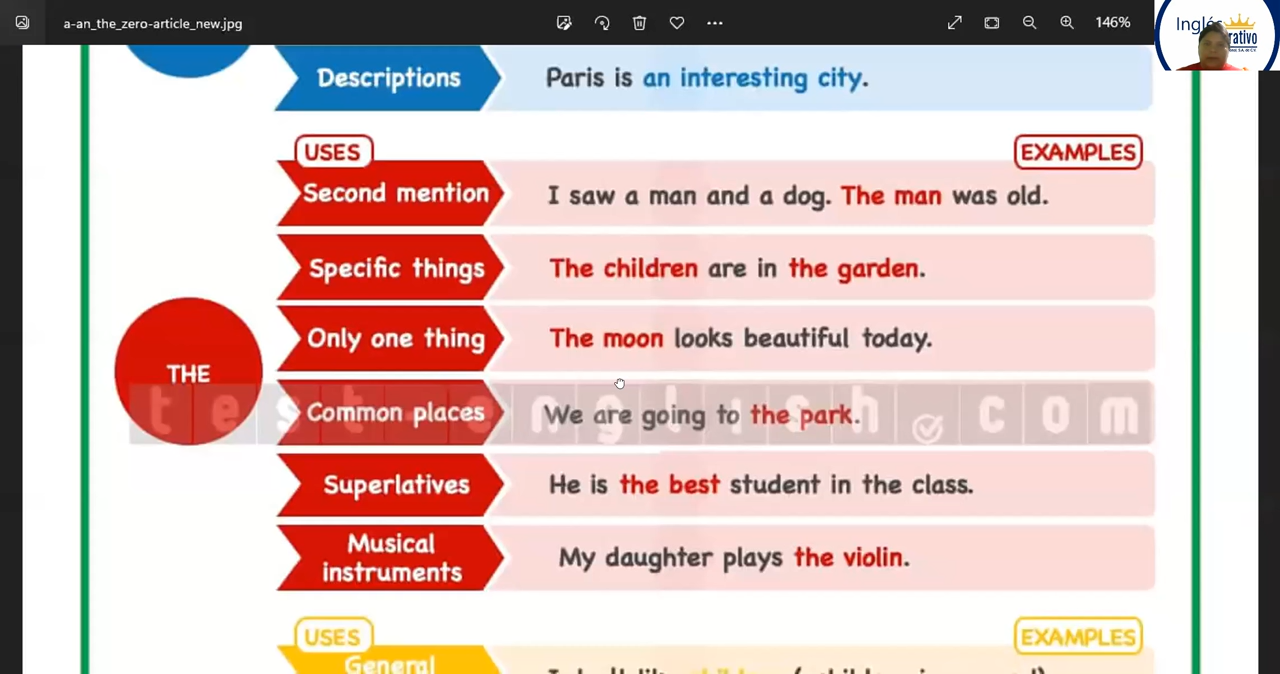 a-an_the_zero-article_new.jpg
146%
Inglés
rativo
Descriptions
Paris is an interesting city.
USES
EXAMPLES
Second mention
I saw a man and a dog. The man was old.
Specific things
The children are in the garden.
Only one thing
The moon looks beautiful today.
THE
Common places
We are going to the park.
Superlatives
He is the best student in the class.
Musical
instruments
My daughter plays the violin.
USES
EXAMPLES
General